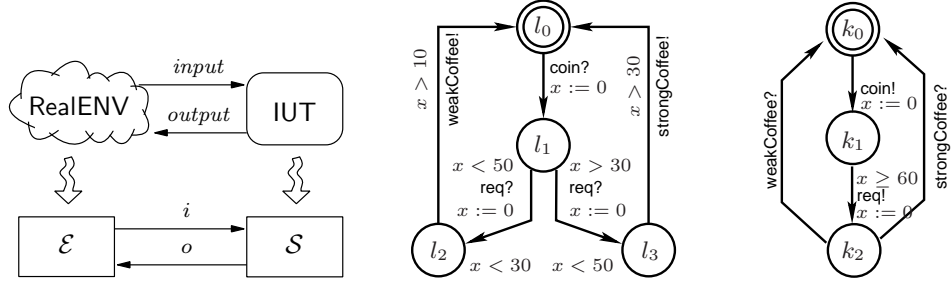 input
RealENV
IUT
output
i
ℰ
𝒮
o
l₀
x > 10
weakCoffee!
coin?
x := 0
x > 30
strongCoffee!
l₁
x < 50
x > 30
req?
req?
x := 0
x := 0
l₂
l₃
x < 30
x < 50
k₀
weakCoffee?
coin!
x := 0
strongCoffee?
k₁
x ≥ 60
req!
x := 0
k₂